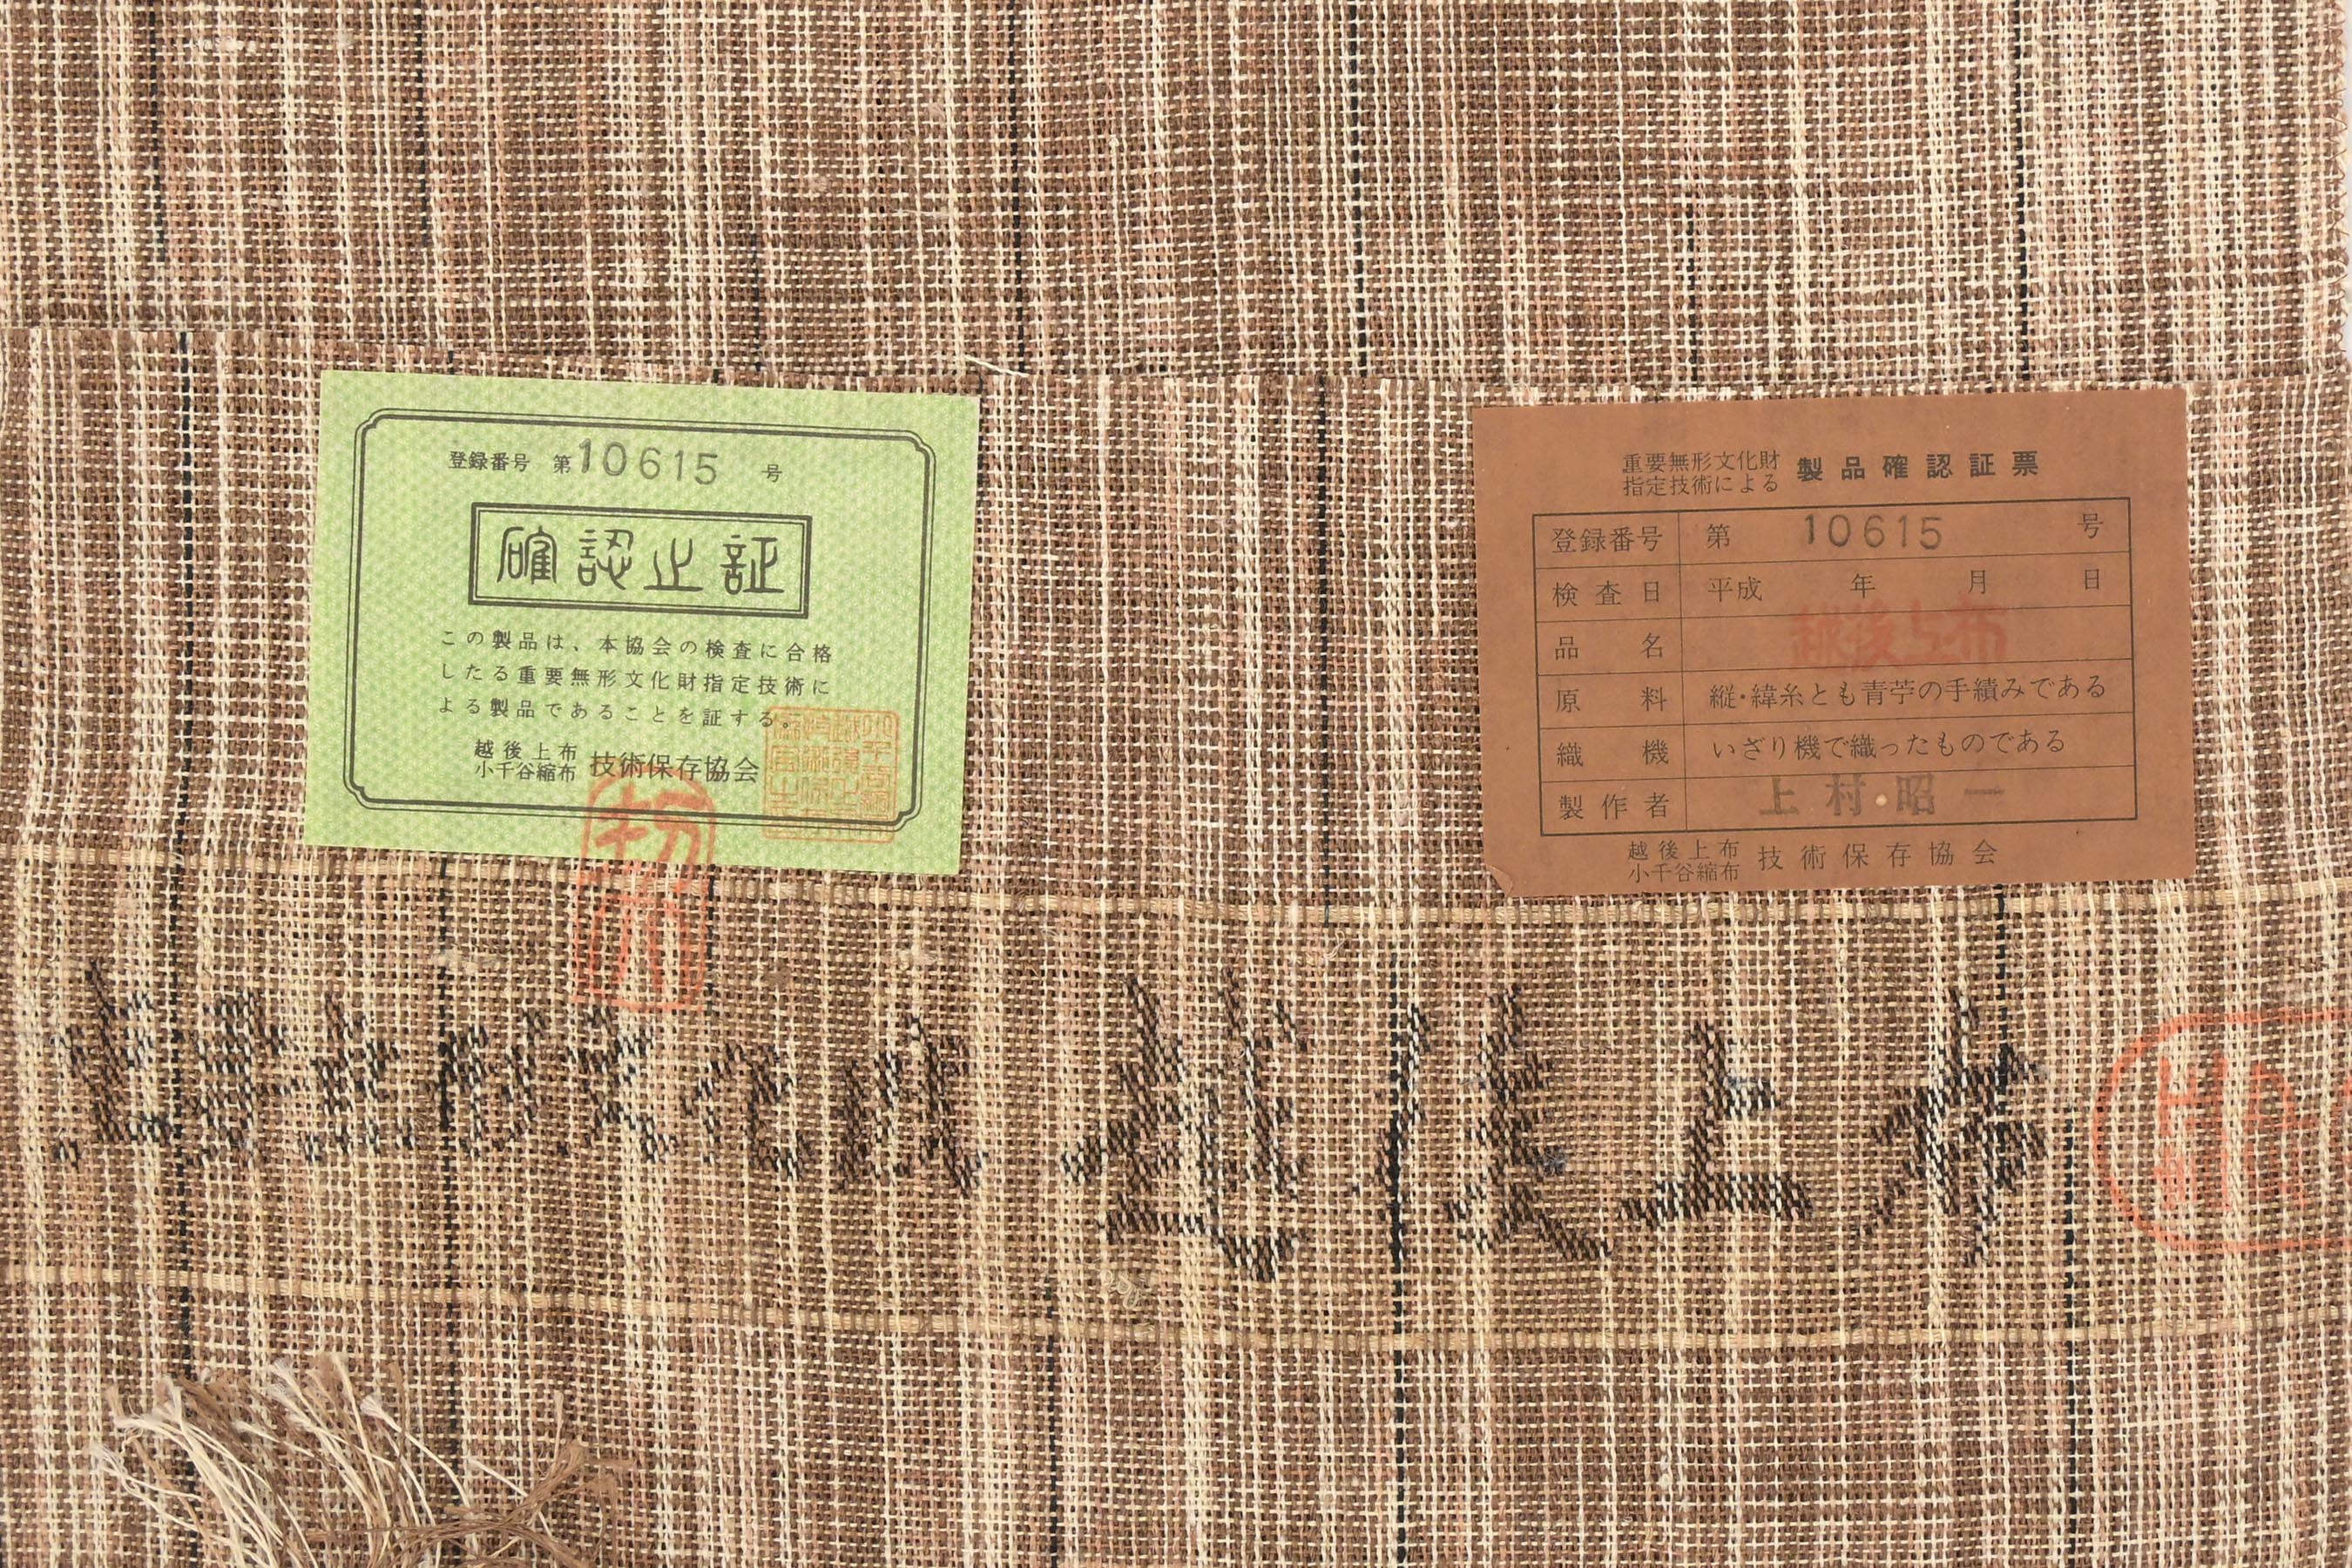 登録番号 第10615 号
確認止証
この製品は、本協会の検査に合格
したる重要無形文化財指定技術に
よる製品であることを証する。
越後上布
小千谷縮布 技術保存協会
重要無形文化財
指定技術による 製品確認証票
登録番号 第 10615 号
検査日 平成 年 月 日
品名 越後上布
原料 縦・緯糸とも青苧の手績みである
織機 いざり機で織ったものである
製作者 上村・昭一
越後上布
小千谷縮布 技術保存協会
越後上布